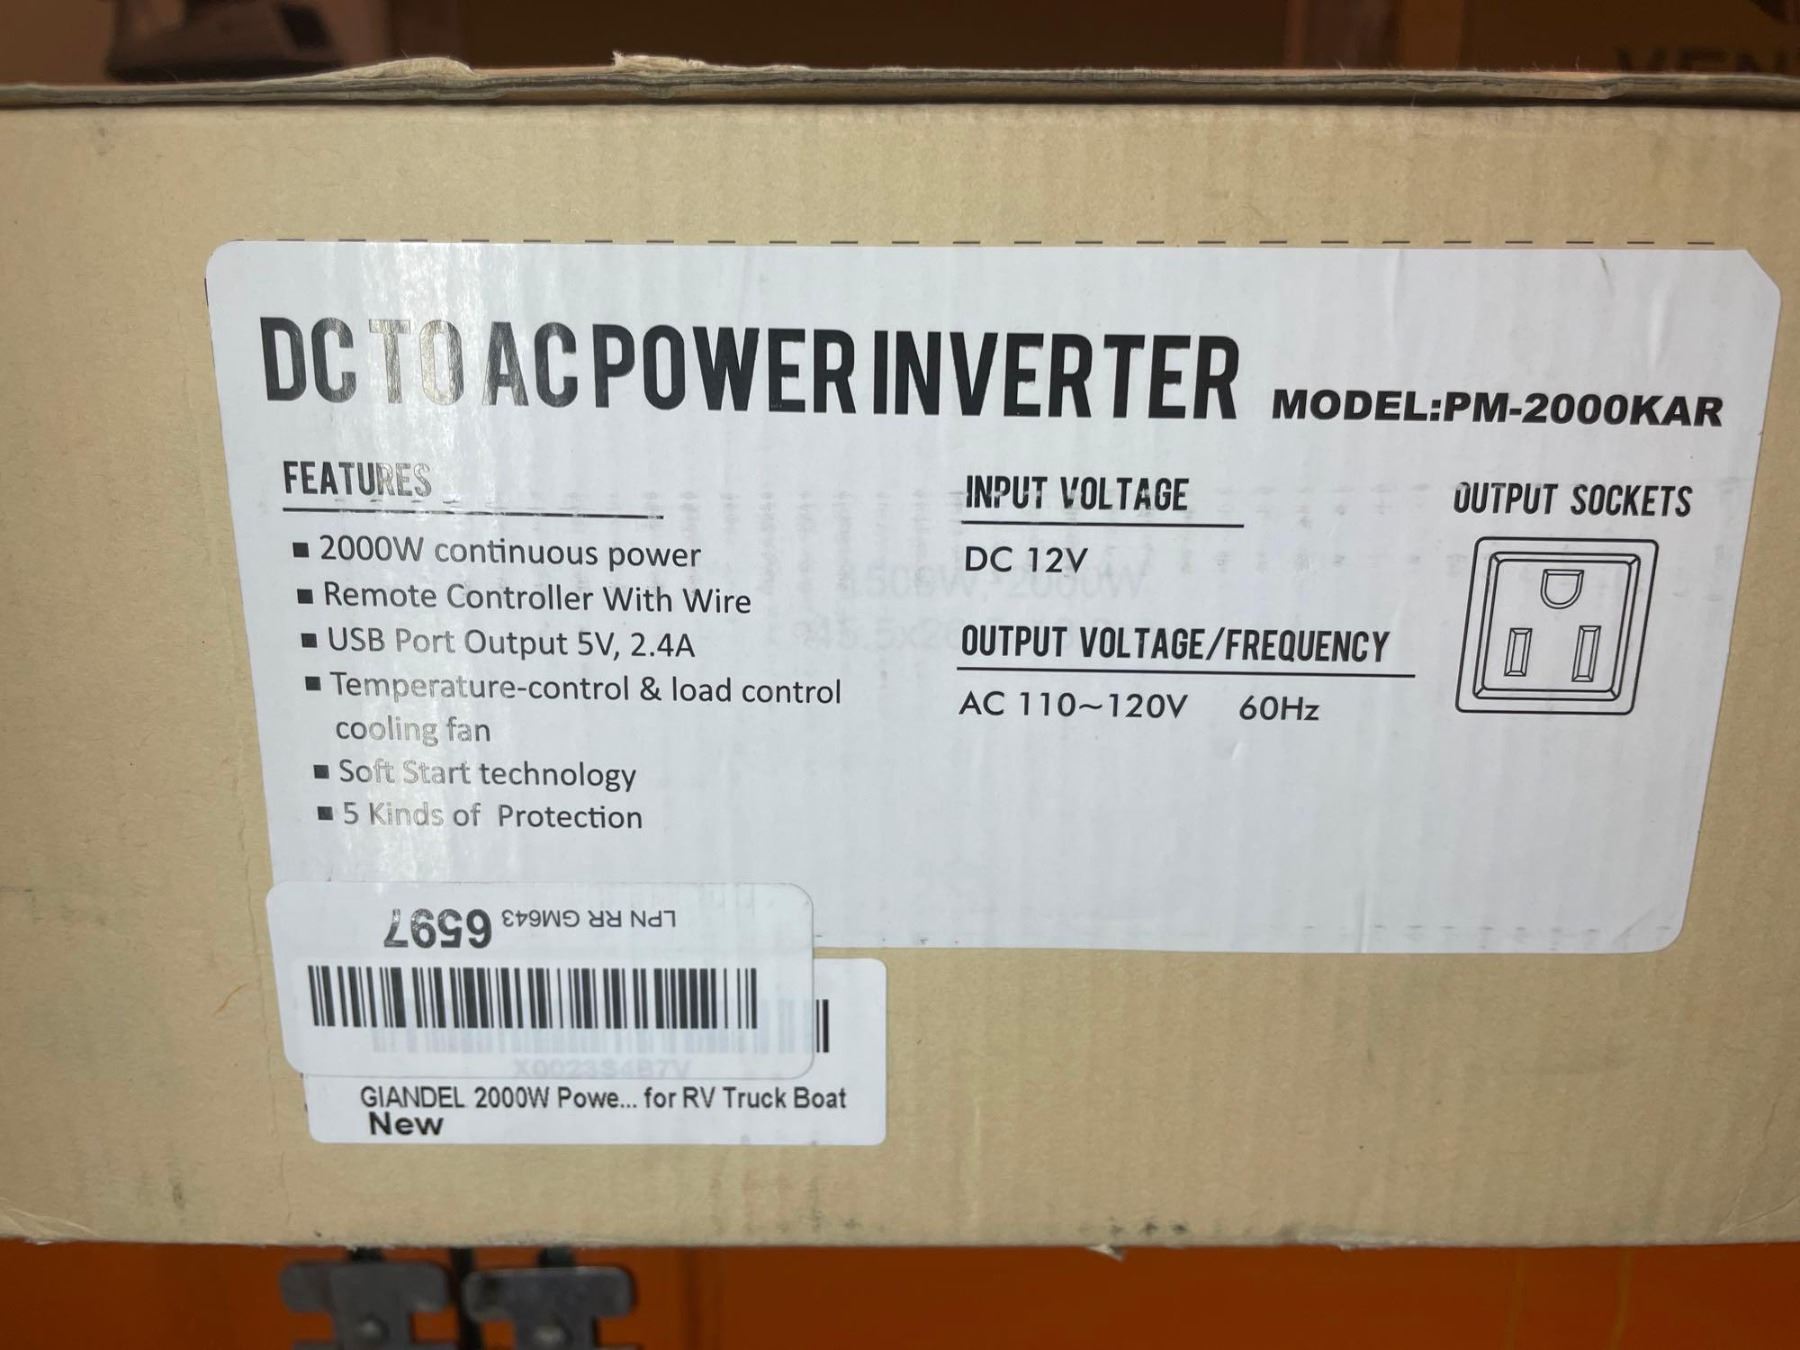 DC TO AC POWER INVERTER MODEL:PM-2000KAR
FEATURES
■ 2000W continuous power
■ Remote Controller With Wire
■ USB Port Output 5V, 2.4A
■ Temperature-control & load control
cooling fan
■ Soft Start technology
■ 5 Kinds of Protection
INPUT VOLTAGE
DC 12V
OUTPUT VOLTAGE/FREQUENCY
AC 110~120V 60Hz
OUTPUT SOCKETS
LPN RR GM643 6597
X0023S4B7V
GIANDEL 2000W Powe... for RV Truck Boat
New